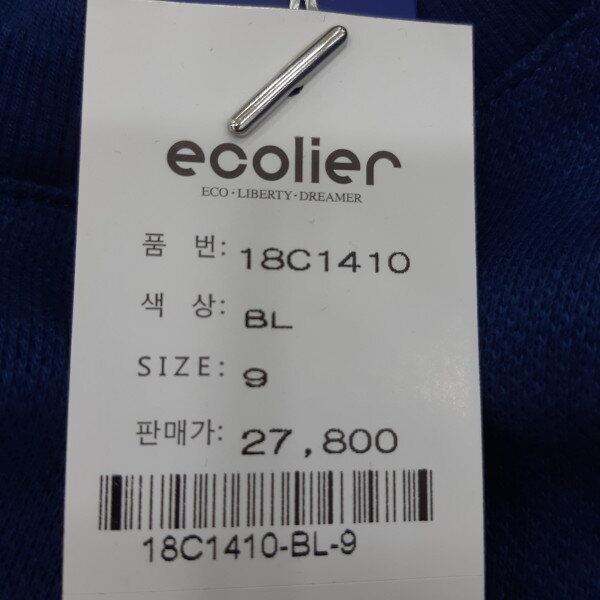 ecolier
ECO·LIBERTY·DREAMER
품 번: 18C1410
색 상: BL
SIZE: 9
판매가: 27,800
18C1410-BL-9